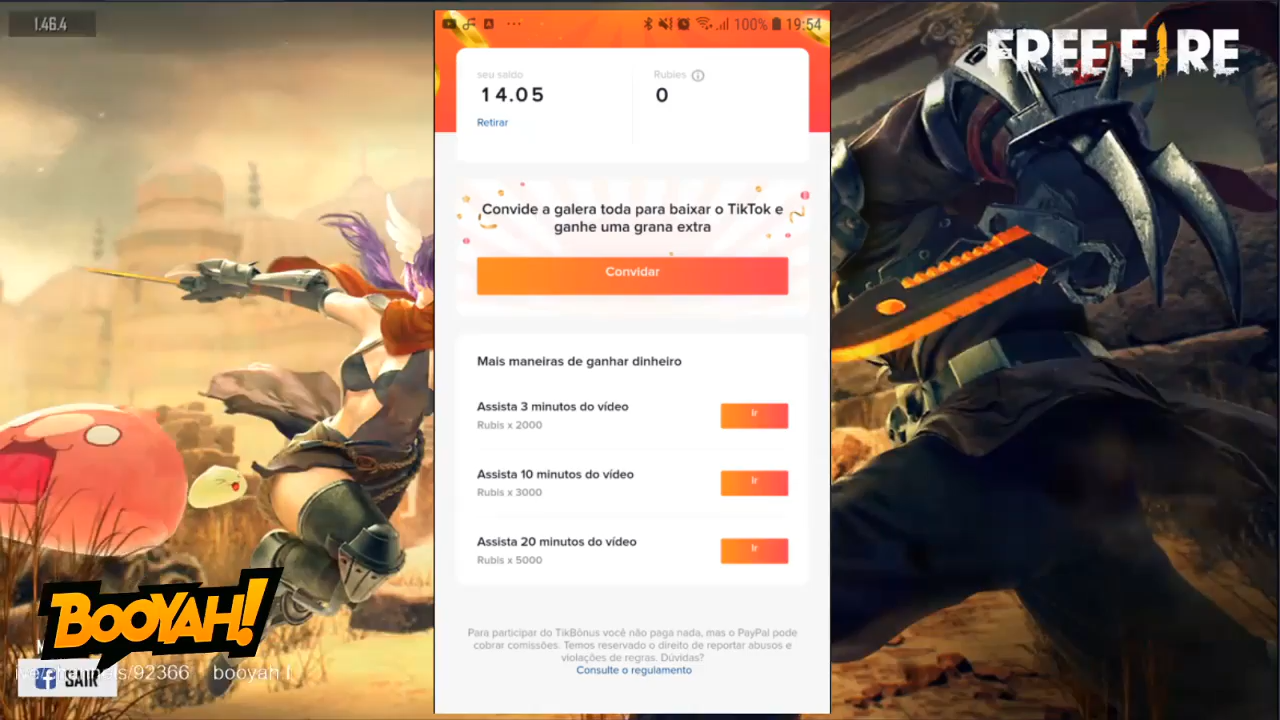 1.46.4
100% 19:54
FREE FIRE
seu saldo
Rubies
14.05
0
Retirar
Convide a galera toda para baixar o TikTok e
ganhe uma grana extra
Convidar
Mais maneiras de ganhar dinheiro
Assista 3 minutos do vídeo
Ir
Rubis x 2000
Assista 10 minutos do vídeo
Ir
Rubis x 3000
Assista 20 minutos do vídeo
Ir
Rubis x 5000
BOOYAH!
Para participar do TikBônus você não paga nada, mas o PayPal pode
cobrar comissões. Temos reservado o direito de reportar abusos e
violações de regras. Dúvidas?
Consulte o regulamento
/92366 booyah.l
SAIR